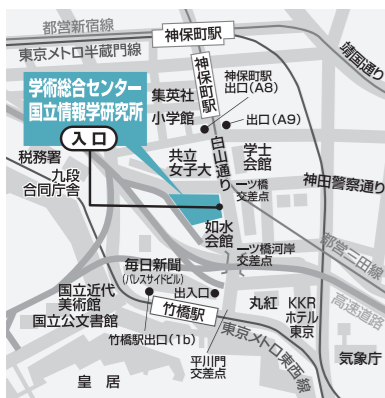 都営新宿線
神保町駅
東京メトロ半蔵門線
靖国通り
学術総合センター
国立情報学研究所
入口
神保町駅
神保町駅
出口(A8)
集英社
小学館
出口(A9)
白山通り
学士
会館
税務署
共立
女子大
九段
合同庁舎
一ツ橋
交差点
神田警察通り
如水
会館
一ツ橋河岸
交差点
都営三田線
毎日新聞
(パレスサイドビル)
高速道路
国立近代
美術館
出入口
丸紅
KKR
ホテル
東京
国立公文書館
竹橋駅
竹橋駅出口(1b)
平川門
交差点
東京メトロ東西線
気象庁
皇居